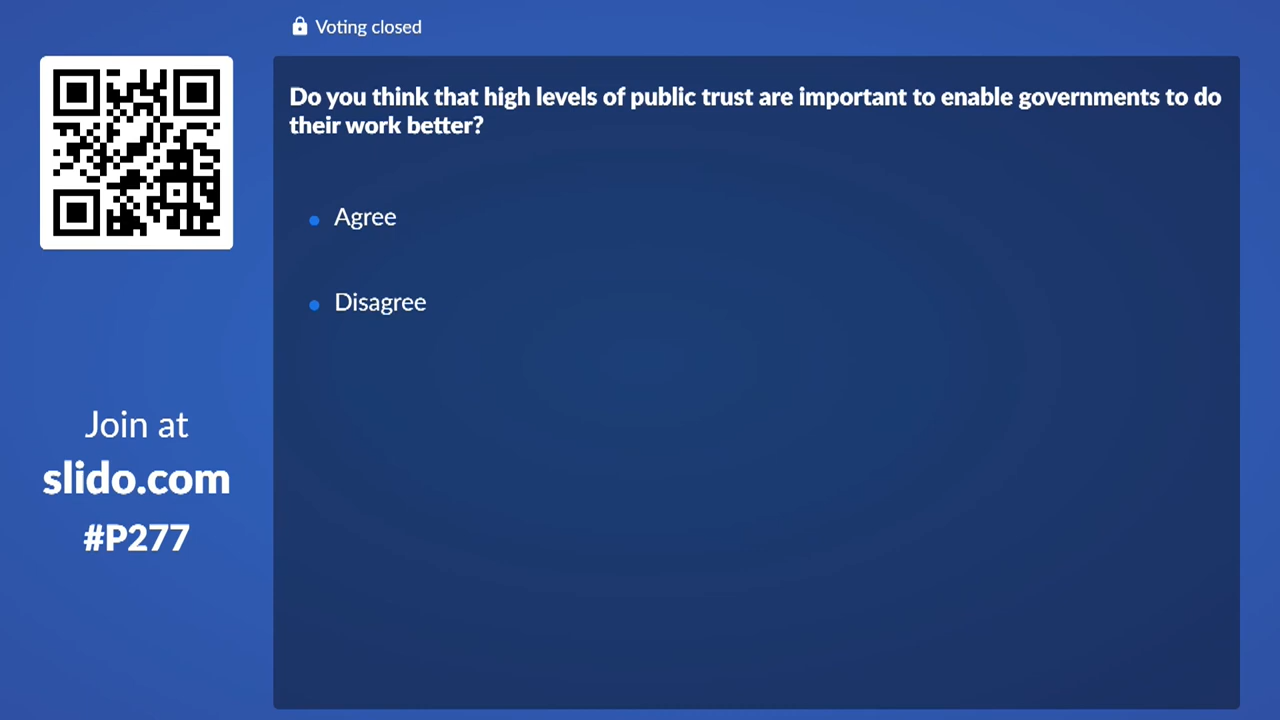 Voting closed
Do you think that high levels of public trust are important to enable governments to do
their work better?
Agree
Disagree
Join at
slido.com
#P277